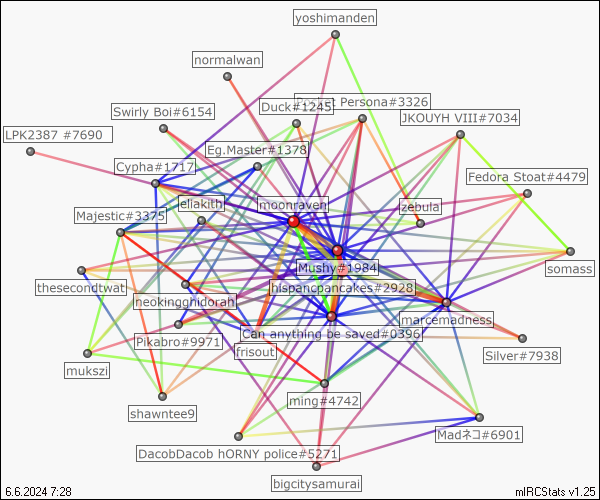 yoshimanden
normalwan
Duck#1245
Pocket Persona#3326
Swirly Boi#6154
JKOUYH VIII#7034
LPK2387 #7690
Eg.Master#1378
Cypha#1717
Fedora Stoat#4479
eliakith
moonraven
zebula
Majestic#3375
Mushy#1984
somass
thesecondtwat
hispanopancakes#2928
neokingghidorah
marcemadness
Can anything be saved#0396
Pikabro#9971
frisout
Silver#7938
mukszi
ming#4742
shawntee9
Madネコ#6901
DacobDacob hORNY police#5271
bigcitysamurai
6.6.2024 7:28
mIRCStats v1.25